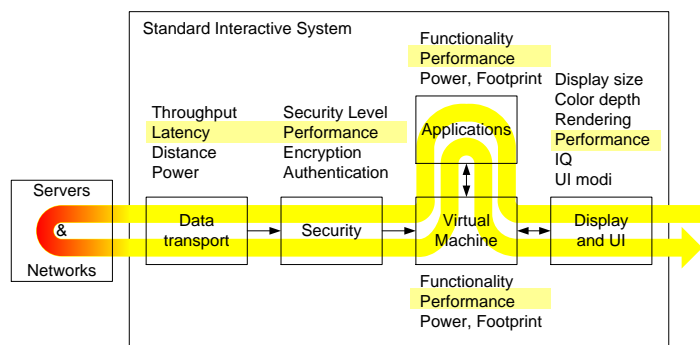 Standard Interactive System
Functionality
Performance
Power, Footprint
Throughput
Latency
Distance
Power
Security Level
Performance
Encryption
Authentication
Applications
Display size
Color depth
Rendering
Performance
IQ
UI modi
Servers
&
Networks
Data
transport
Security
Virtual
Machine
Display
and UI
Functionality
Performance
Power, Footprint